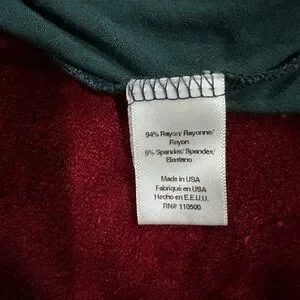 94% Rayon/ Rayonne/
Rayon
6% Spandex/ Spandex/
Elastano
Made in USA
Fabriqué en USA
Hecho en E.E.U.U.
RN# 110500